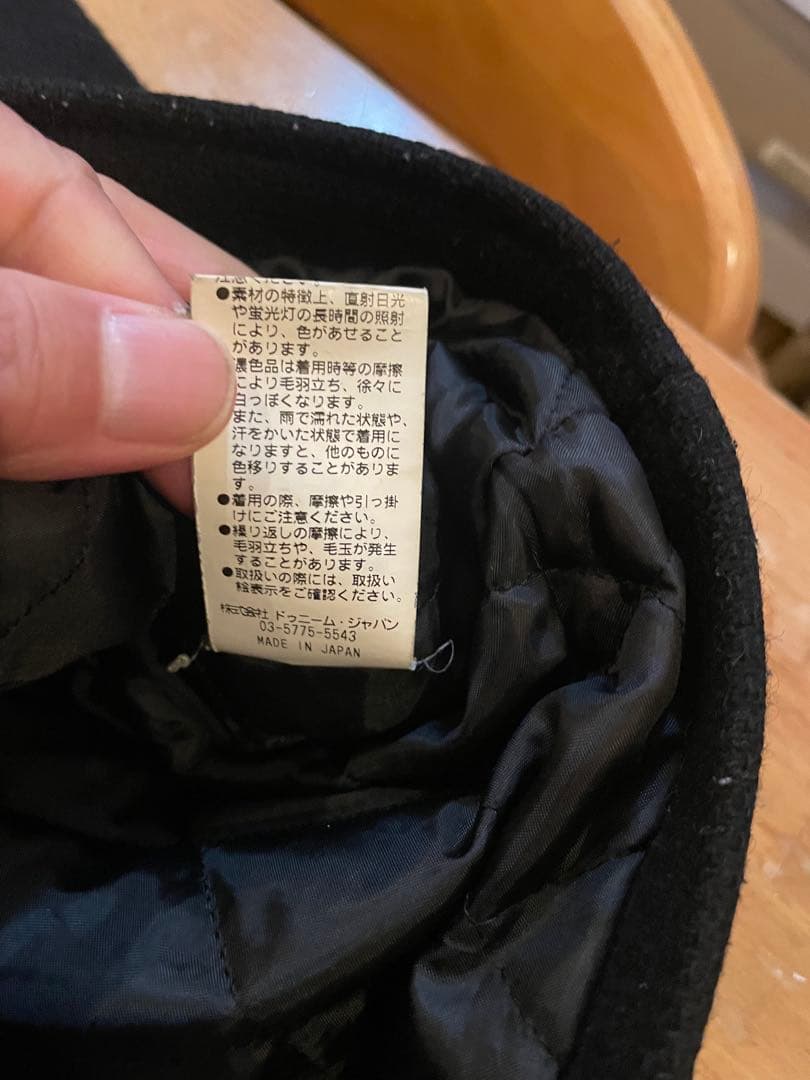 注意ください。
●素材の特徴上、直射日光
や蛍光灯の長時間の照射
により、色があせること
があります。
濃色品は着用時等の摩擦
により毛羽立ち、徐々に
白っぽくなります。
また、雨で濡れた状態や、
汗をかいた状態で着用に
なりますと、他のものに
色移りすることがありま
す。
●着用の際、摩擦や引っ掛
けにご注意ください。
●繰り返しの摩擦により、
毛羽立ちや、毛玉が発生
することがあります。
●取扱いの際には、取扱い
絵表示をご確認ください。
株式会社 ドゥニーム・ジャパン
03-5775-5543
MADE IN JAPAN